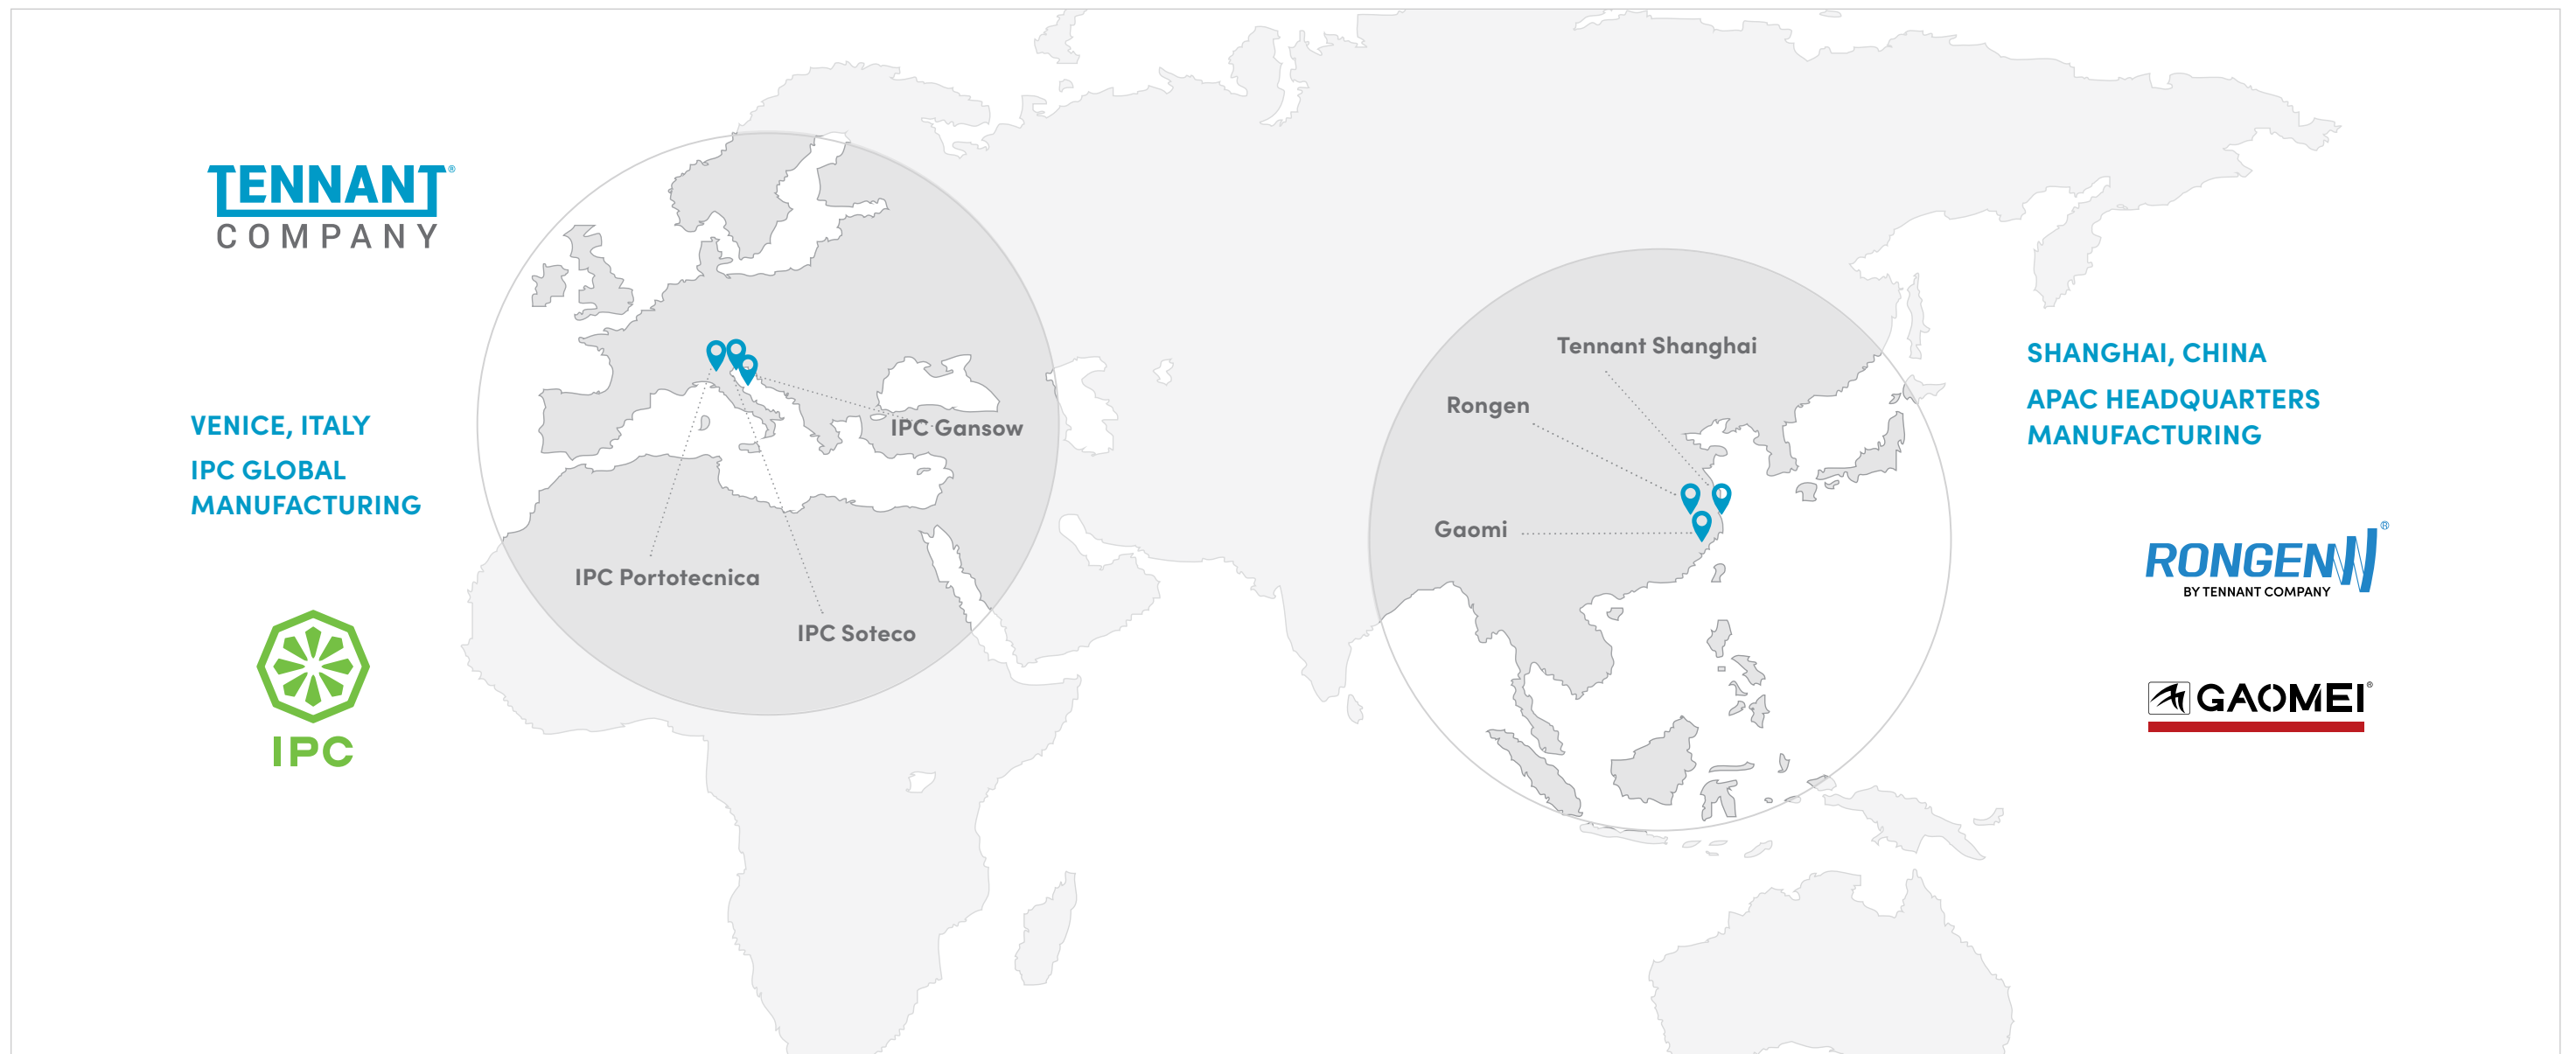 TENNANT®
COMPANY
VENICE, ITALY
IPC GLOBAL
MANUFACTURING
IPC
IPC Gansow
IPC Portotecnica
IPC Soteco
Tennant Shanghai
Rongen
Gaomi
SHANGHAI, CHINA
APAC HEADQUARTERS
MANUFACTURING
RONGEN®
BY TENNANT COMPANY
GAOMEI®